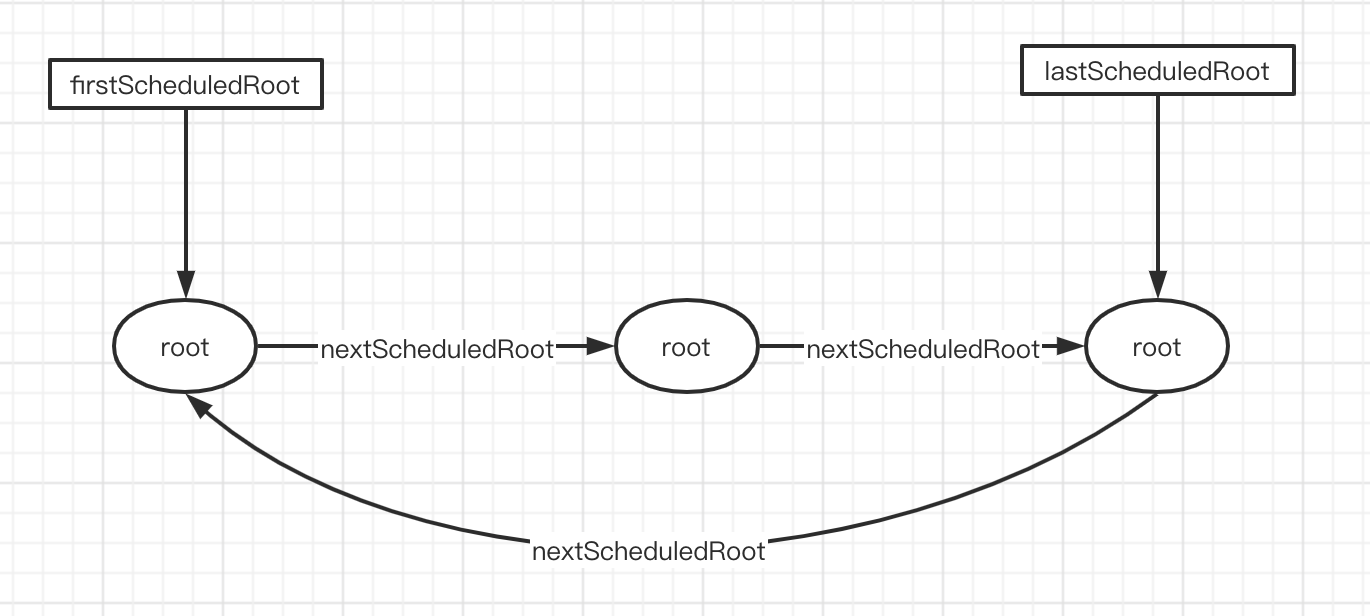 firstScheduledRoot
lastScheduledRoot
root
nextScheduledRoot
root
nextScheduledRoot
root
nextScheduledRoot